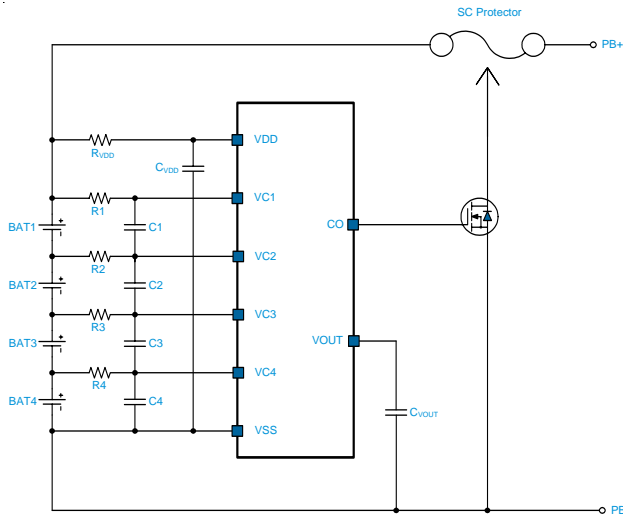 SC Protector
PB+
VDD
RVDD
CVDD
VC1
R1
BAT1
C1
CO
VC2
R2
BAT2
C2
VC3
R3
VOUT
BAT3
C3
VC4
R4
BAT4
C4
CVOUT
VSS
PB